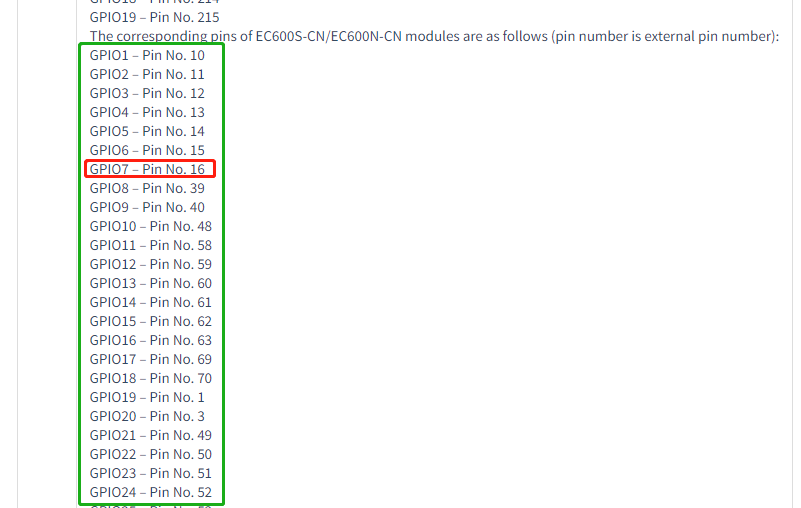 GPIO19 – Pin No. 215
The corresponding pins of EC600S-CN/EC600N-CN modules are as follows (pin number is external pin number):
GPIO1 – Pin No. 10
GPIO2 – Pin No. 11
GPIO3 – Pin No. 12
GPIO4 – Pin No. 13
GPIO5 – Pin No. 14
GPIO6 – Pin No. 15
GPIO7 – Pin No. 16
GPIO8 – Pin No. 39
GPIO9 – Pin No. 40
GPIO10 – Pin No. 48
GPIO11 – Pin No. 58
GPIO12 – Pin No. 59
GPIO13 – Pin No. 60
GPIO14 – Pin No. 61
GPIO15 – Pin No. 62
GPIO16 – Pin No. 63
GPIO17 – Pin No. 69
GPIO18 – Pin No. 70
GPIO19 – Pin No. 1
GPIO20 – Pin No. 3
GPIO21 – Pin No. 49
GPIO22 – Pin No. 50
GPIO23 – Pin No. 51
GPIO24 – Pin No. 52